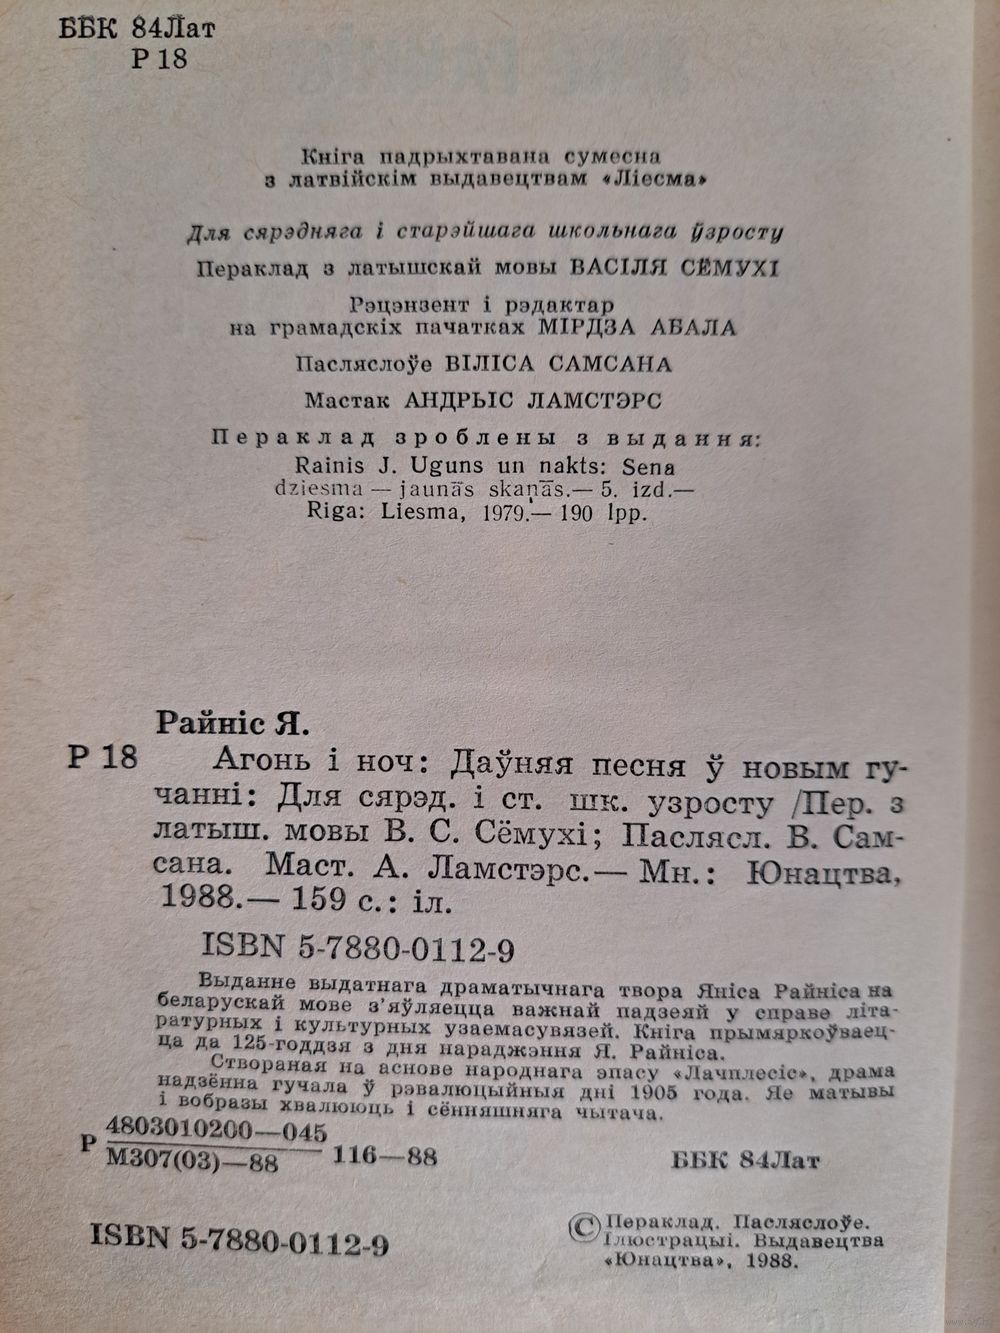 ББК 84Лат
Р 18
Кніга падрыхтавана сумесна
з латвійскім выдавецтвам «Ліесма»
Для сярэдняга і старэйшага школьнага ўзросту
Пераклад з латышскай мовы ВАСІЛЯ СЁМУХІ
Рэцэнзент і рэдактар
на грамадскіх пачатках МІРДЗА АБАЛА
Пасляслоўе ВІЛІСА САМСАНА
Мастак АНДРЫС ЛАМСТЭРС
Пераклад зроблены з выдання:
Rainis J. Uguns un nakts: Sena
dziesma — jaunās skaņās.— 5. izd.—
Riga: Liesma, 1979.— 190 lpp.
Райніс Я.
Р 18 Агонь і ноч: Даўняя песня ў новым гу-
чанні: Для сярэд. і ст. шк. узросту /Пер. з
латыш. мовы В. С. Сёмухі; Паслясл. В. Сам-
сана. Маст. А. Ламстэрс.— Мн.: Юнацтва,
1988.— 159 с.: іл.
ISBN 5-7880-0112-9
Выданне выдатнага драматычнага твора Яніса Райніса на
беларускай мове з'яўляецца важнай падзеяй у справе літа-
ратурных і культурных узаемасувязей. Кніга прымяркоўваец-
ца да 125-годдзя з дня нараджэння Я. Райніса.
Створаная на аснове народнага эпасу «Лачплесіс», драма
надзённа гучала ў рэвалюцыйныя дні 1905 года. Яе матывы
і вобразы хвалююць і сённяшняга чытача.
Р 4803010200—045
М307(03)—88 116—88
ББК 84Лат
ISBN 5-7880-0112-9
© Пераклад. Пасляслоўе.
Ілюстрацыі. Выдавецтва
«Юнацтва», 1988.